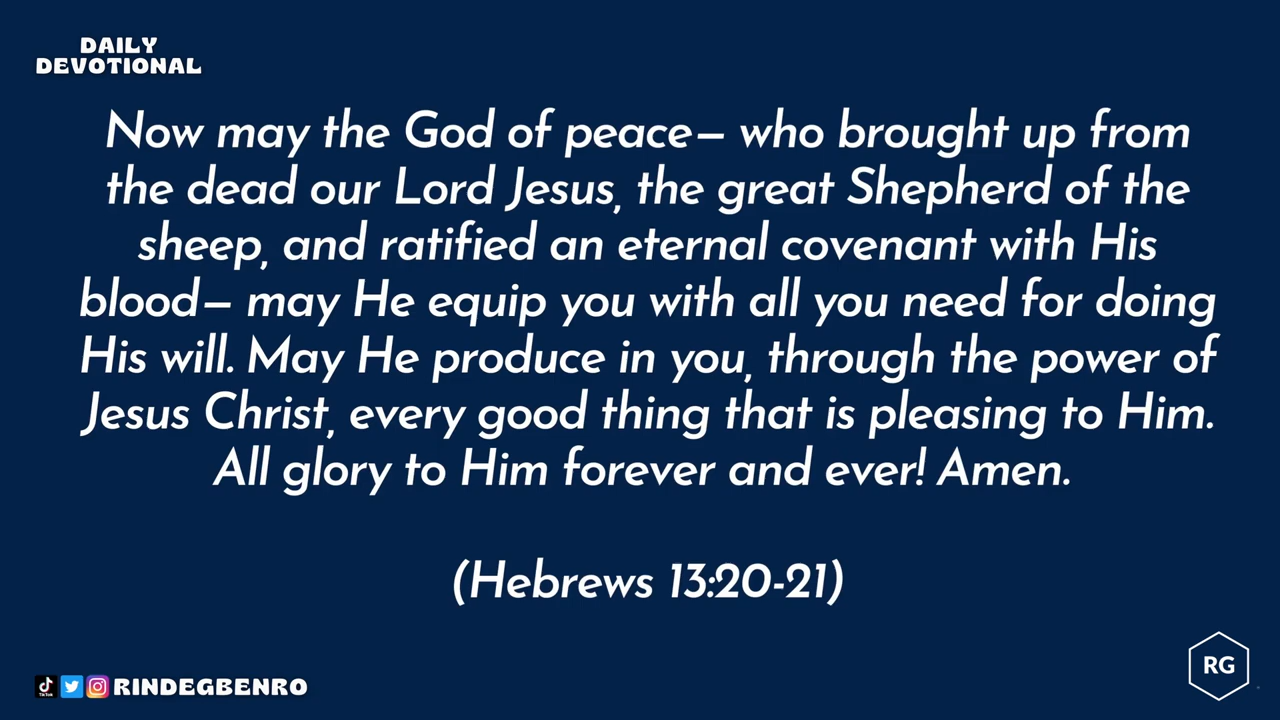 DAILY
DEVOTIONAL
Now may the God of peace— who brought up from
the dead our Lord Jesus, the great Shepherd of the
sheep, and ratified an eternal covenant with His
blood— may He equip you with all you need for doing
His will. May He produce in you, through the power of
Jesus Christ, every good thing that is pleasing to Him.
All glory to Him forever and ever! Amen.
(Hebrews 13:20-21)
TikTok
RINDEGBENRO
RG